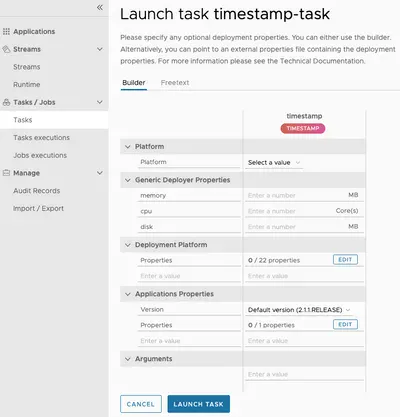 Applications
Streams
Streams
Runtime
Tasks / Jobs
Tasks
Tasks executions
Jobs executions
Manage
Audit Records
Import / Export
Launch task timestamp-task
Please specify any optional deployment properties. You can either use the builder.
Alternatively, you can point to an external properties file containing the deployment
properties. For more information please see the Technical Documentation.
Builder Freetext
timestamp
TIMESTAMP
Platform
Platform Select a value
Generic Deployer Properties
memory Enter a number MB
cpu Enter a number Core(s)
disk Enter a number MB
Deployment Platform
Properties 0 / 22 properties EDIT
Enter a value Enter a value
Applications Properties
Version Default version (2.1.1.RELEASE)
Properties 0 / 1 properties EDIT
Enter a value Enter a value
Arguments
Enter a value
CANCEL LAUNCH TASK